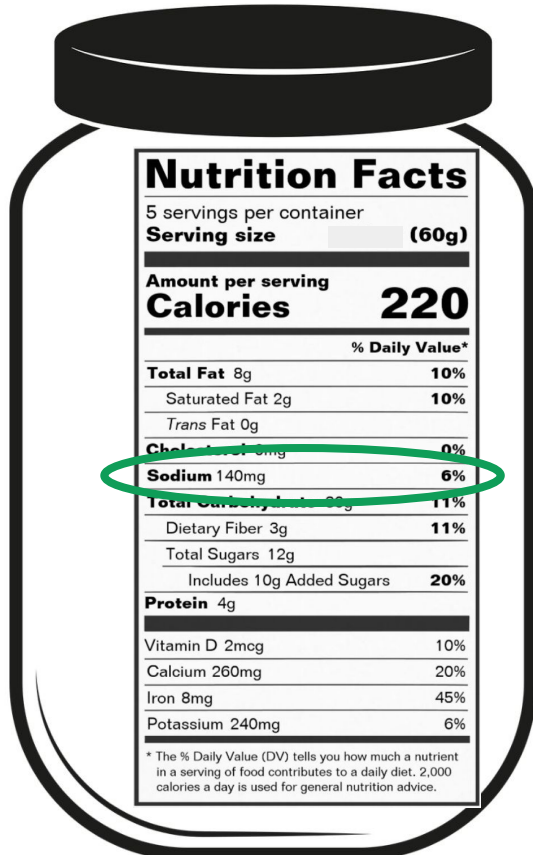 Nutrition Facts
5 servings per container
Serving size (60g)
Amount per serving
Calories 220
% Daily Value*
Total Fat 8g 10%
Saturated Fat 2g 10%
Trans Fat 0g
Cholesterol 0mg 0%
Sodium 140mg 6%
Total Carbohydrate 11%
Dietary Fiber 3g 11%
Total Sugars 12g
Includes 10g Added Sugars 20%
Protein 4g
Vitamin D 2mcg 10%
Calcium 260mg 20%
Iron 8mg 45%
Potassium 240mg 6%
* The % Daily Value (DV) tells you how much a nutrient
in a serving of food contributes to a daily diet. 2,000
calories a day is used for general nutrition advice.